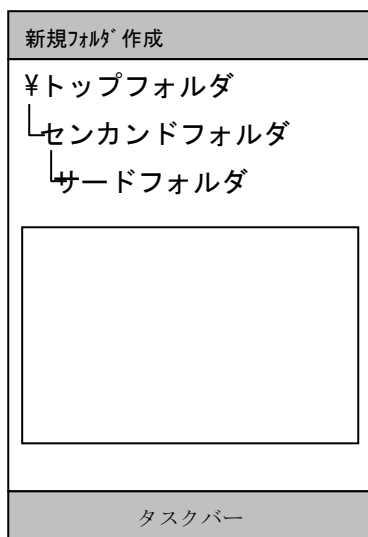 新規ﾌｫﾙﾀﾞ作成
¥トップフォルダ
センカンドフォルダ
サードフォルダ
タスクバー